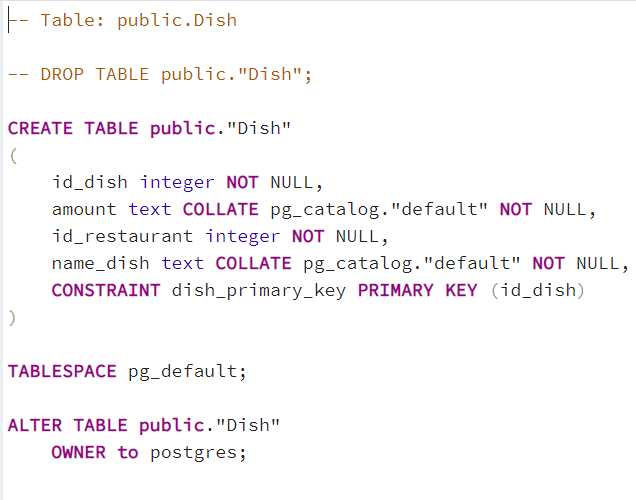 -- Table: public.Dish
-- DROP TABLE public."Dish";
CREATE TABLE public."Dish"
(
    id_dish integer NOT NULL,
    amount text COLLATE pg_catalog."default" NOT NULL,
    id_restaurant integer NOT NULL,
    name_dish text COLLATE pg_catalog."default" NOT NULL,
    CONSTRAINT dish_primary_key PRIMARY KEY (id_dish)
)
TABLESPACE pg_default;
ALTER TABLE public."Dish"
    OWNER to postgres;